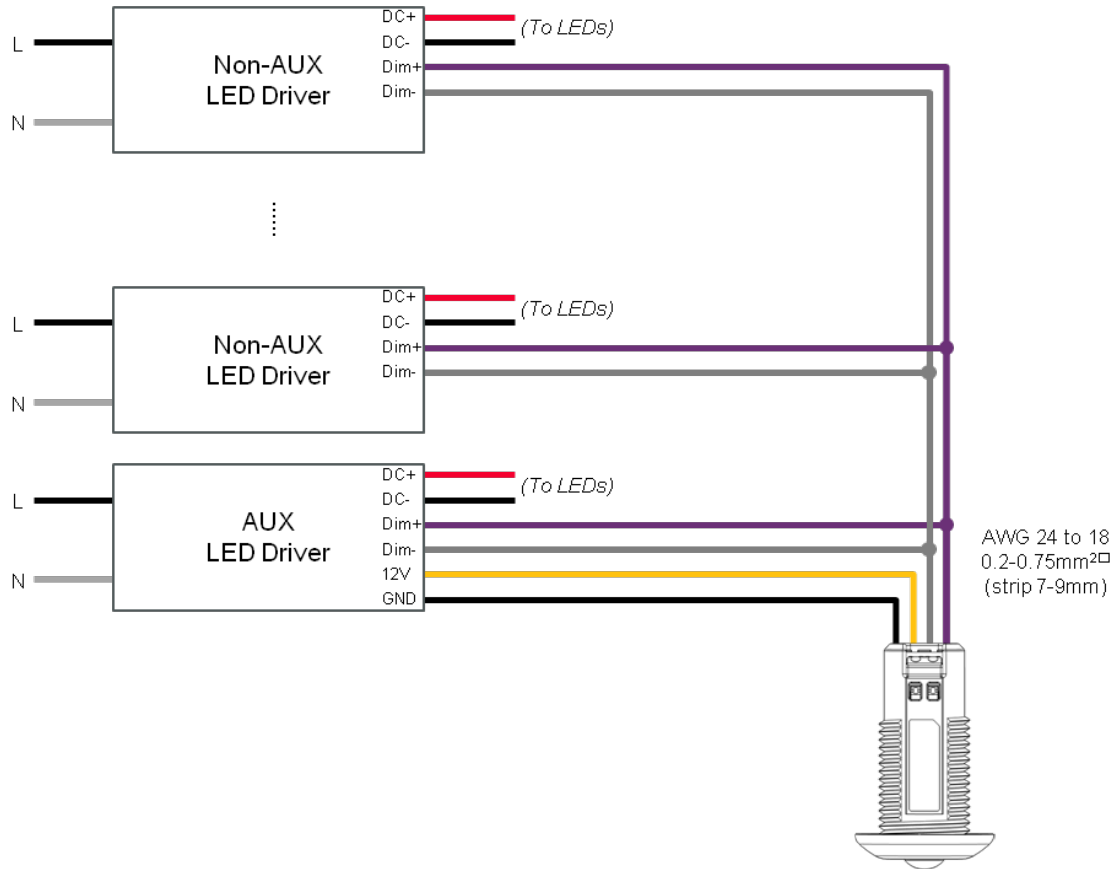 DC+
(To LEDs)
L
DC-
Non-AUX
LED Driver
Dim+
Dim-
N
DC+
(To LEDs)
L
DC-
Non-AUX
LED Driver
Dim+
Dim-
N
DC+
(To LEDs)
L
DC-
AUX
LED Driver
Dim+
Dim-
N
12V
GND
AWG 24 to 18
0.2-0.75mm²□
(strip 7-9mm)